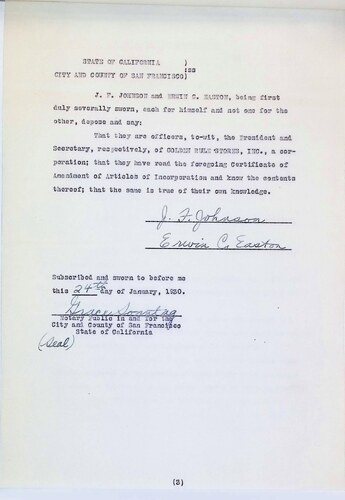 STATE OF CALIFORNIA )
:ss
CITY AND COUNTY OF SAN FRANCISCO)
J. F. JOHNSON and ERWIN C. EASTON, being first
duly severally sworn, each for himself and not one for the
other, depose and say:
That they are officers, to-wit, the President and
Secretary, respectively, of GOLDEN RULE STORES, INC., a cor-
poration; that they have read the foregoing Certificate of
Amendment of Articles of Incorporation and know the contents
thereof; that the same is true of their own knowledge.
J. F. Johnson
Erwin C. Easton
Subscribed and sworn to before me
this 24th day of January, 1930.
Grace Sonntag
Notary Public in and for the
City and County of San Francisco
State of California
(Seal)
(3)